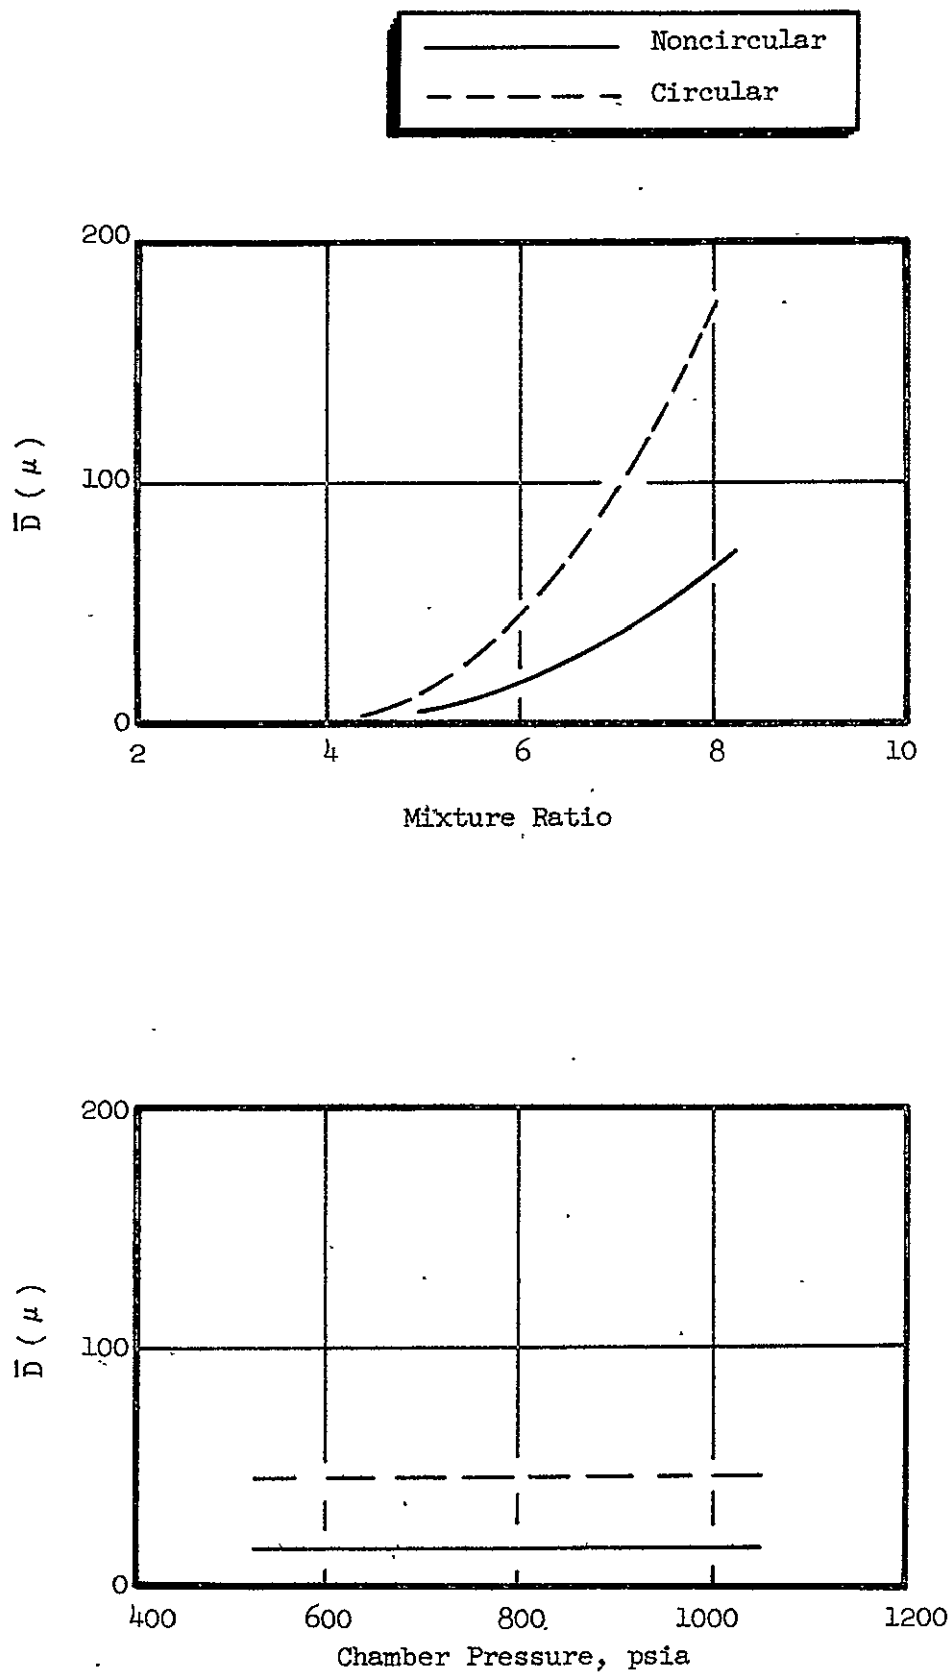 Noncircular
Circular
200
100
0
D̅ ( μ )
2 4 6 8 10
Mixture Ratio
200
100
0
D̅ ( μ )
400 600 800 1000 1200
Chamber Pressure, psia